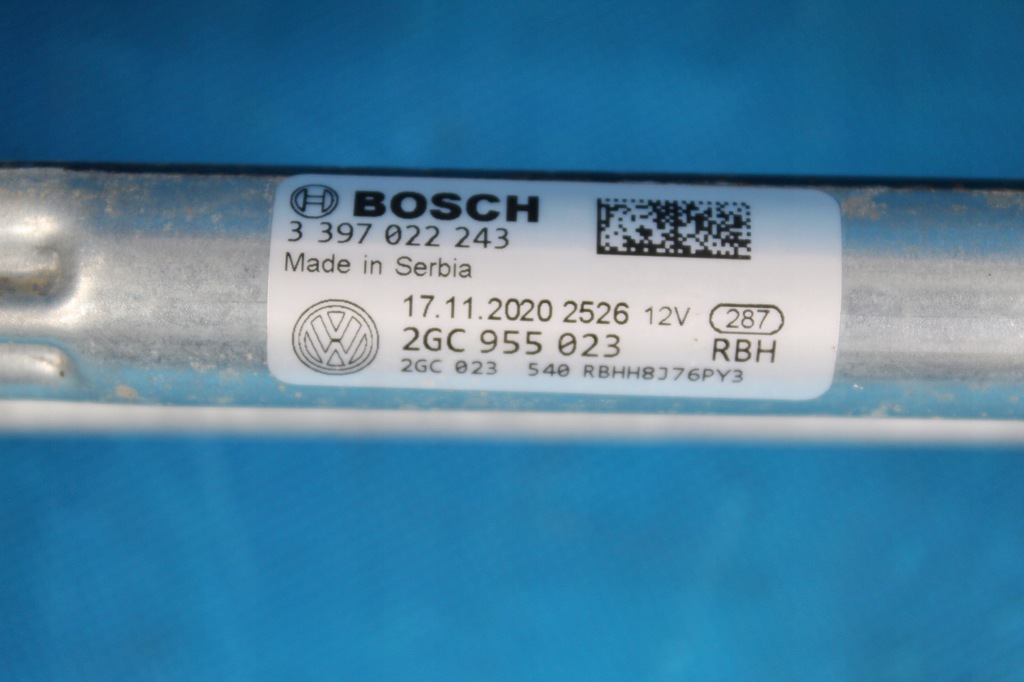 BOSCH
3 397 022 243
Made in Serbia
17.11.2020 2526 12V 287
2GC 955 023 RBH
2GC 023 540 RBHH8J76PY3